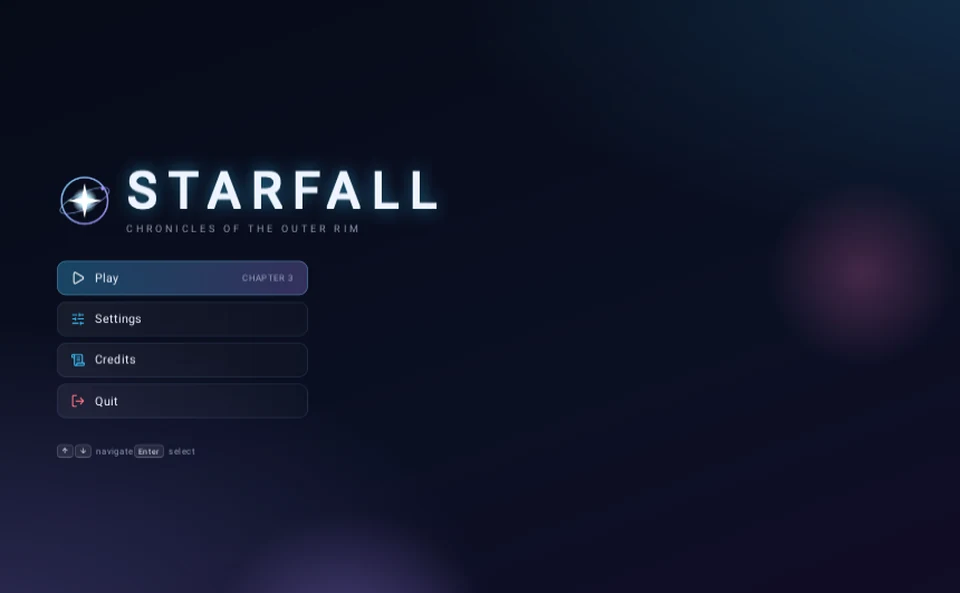 STARFALL
CHRONICLES OF THE OUTER RIM
Play CHAPTER 3
Settings
Credits
Quit
↑ ↓ navigate Enter select